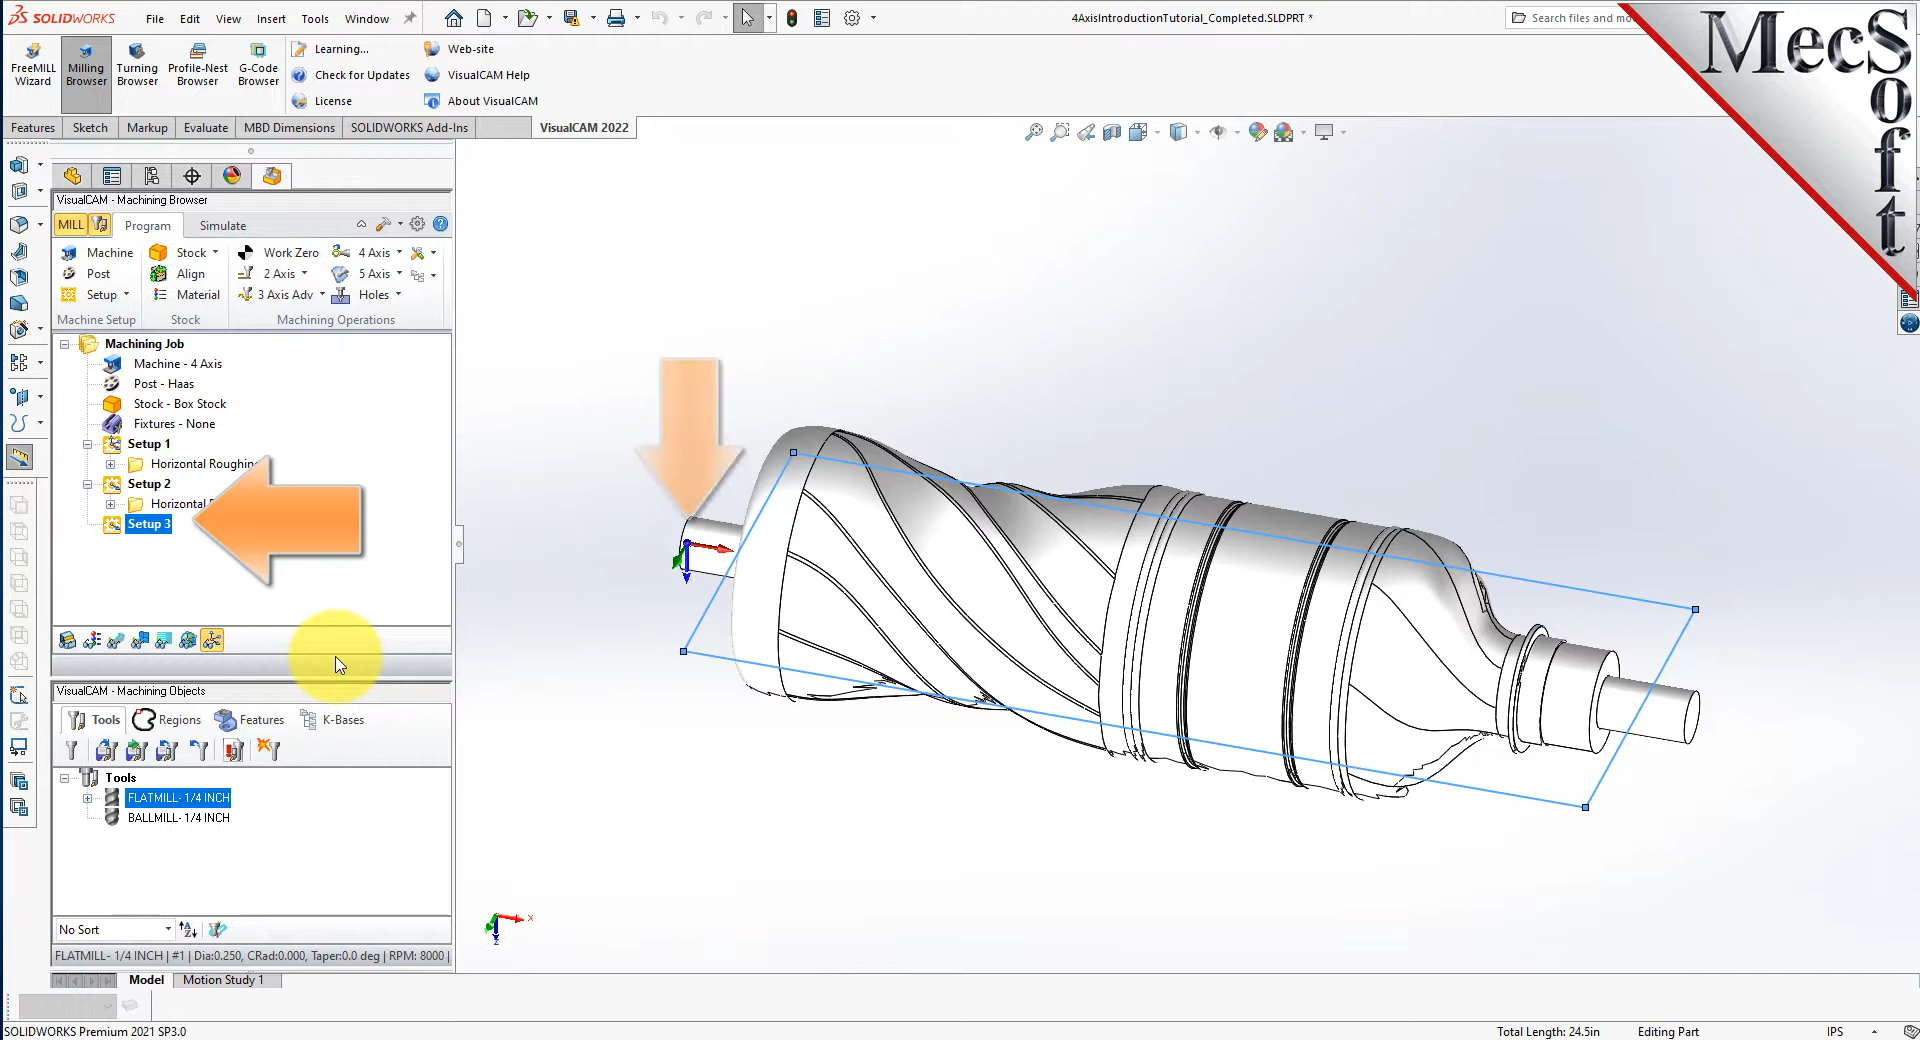 SOLIDWORKS File Edit View Insert Tools Window 4AxisIntroductionTutorial_Completed.SLDPRT * Search files and mo
MecSoft
FreeMILL Wizard
Milling Browser
Turning Browser
Profile-Nest Browser
G-Code Browser
Learning... Web-site
Check for Updates VisualCAM Help
License About VisualCAM
Features Sketch Markup Evaluate MBD Dimensions SOLIDWORKS Add-Ins VisualCAM 2022
VisualCAM - Machining Browser
MILL Program Simulate
Machine Stock Work Zero 4 Axis
Post Align 2 Axis 5 Axis
Setup Material 3 Axis Adv Holes
Machine Setup Stock Machining Operations
Machining Job
Machine - 4 Axis
Post - Haas
Stock - Box Stock
Fixtures - None
Setup 1
Horizontal Roughin
Setup 2
Horizontal
Setup 3
VisualCAM - Machining Objects
Tools Regions Features K-Bases
Tools
FLATMILL- 1/4 INCH
BALLMILL- 1/4 INCH
X
Z
No Sort
FLATMILL- 1/4 INCH | #1 | Dia:0.250, CRad:0.000, Taper:0.0 deg | RPM: 8000 |
Model Motion Study 1
SOLIDWORKS Premium 2021 SP3.0 Total Length: 24.5in Editing Part IPS